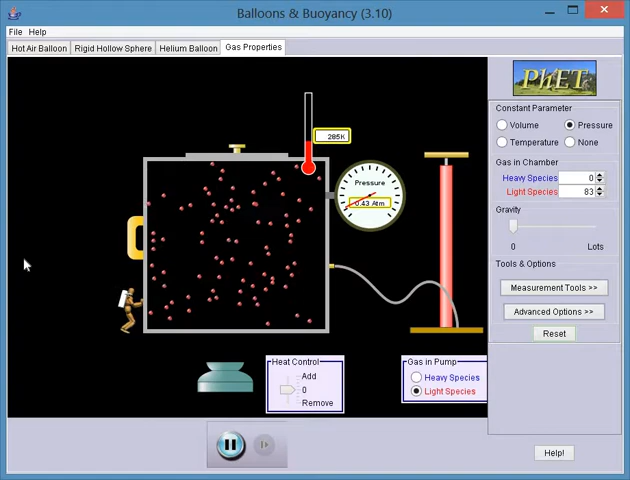 Balloons & Buoyancy (3.10)
File Help
Hot Air Balloon Rigid Hollow Sphere Helium Balloon Gas Properties
PhET
Constant Parameter
Volume Pressure
Temperature None
Gas in Chamber
Heavy Species 0
Light Species 83
Gravity
0 Lots
Tools & Options
Measurement Tools >>
Advanced Options >>
Reset
285K
Pressure
0.43 Atm
Heat Control
Add
0
Remove
Gas in Pump
Heavy Species
Light Species
Help!